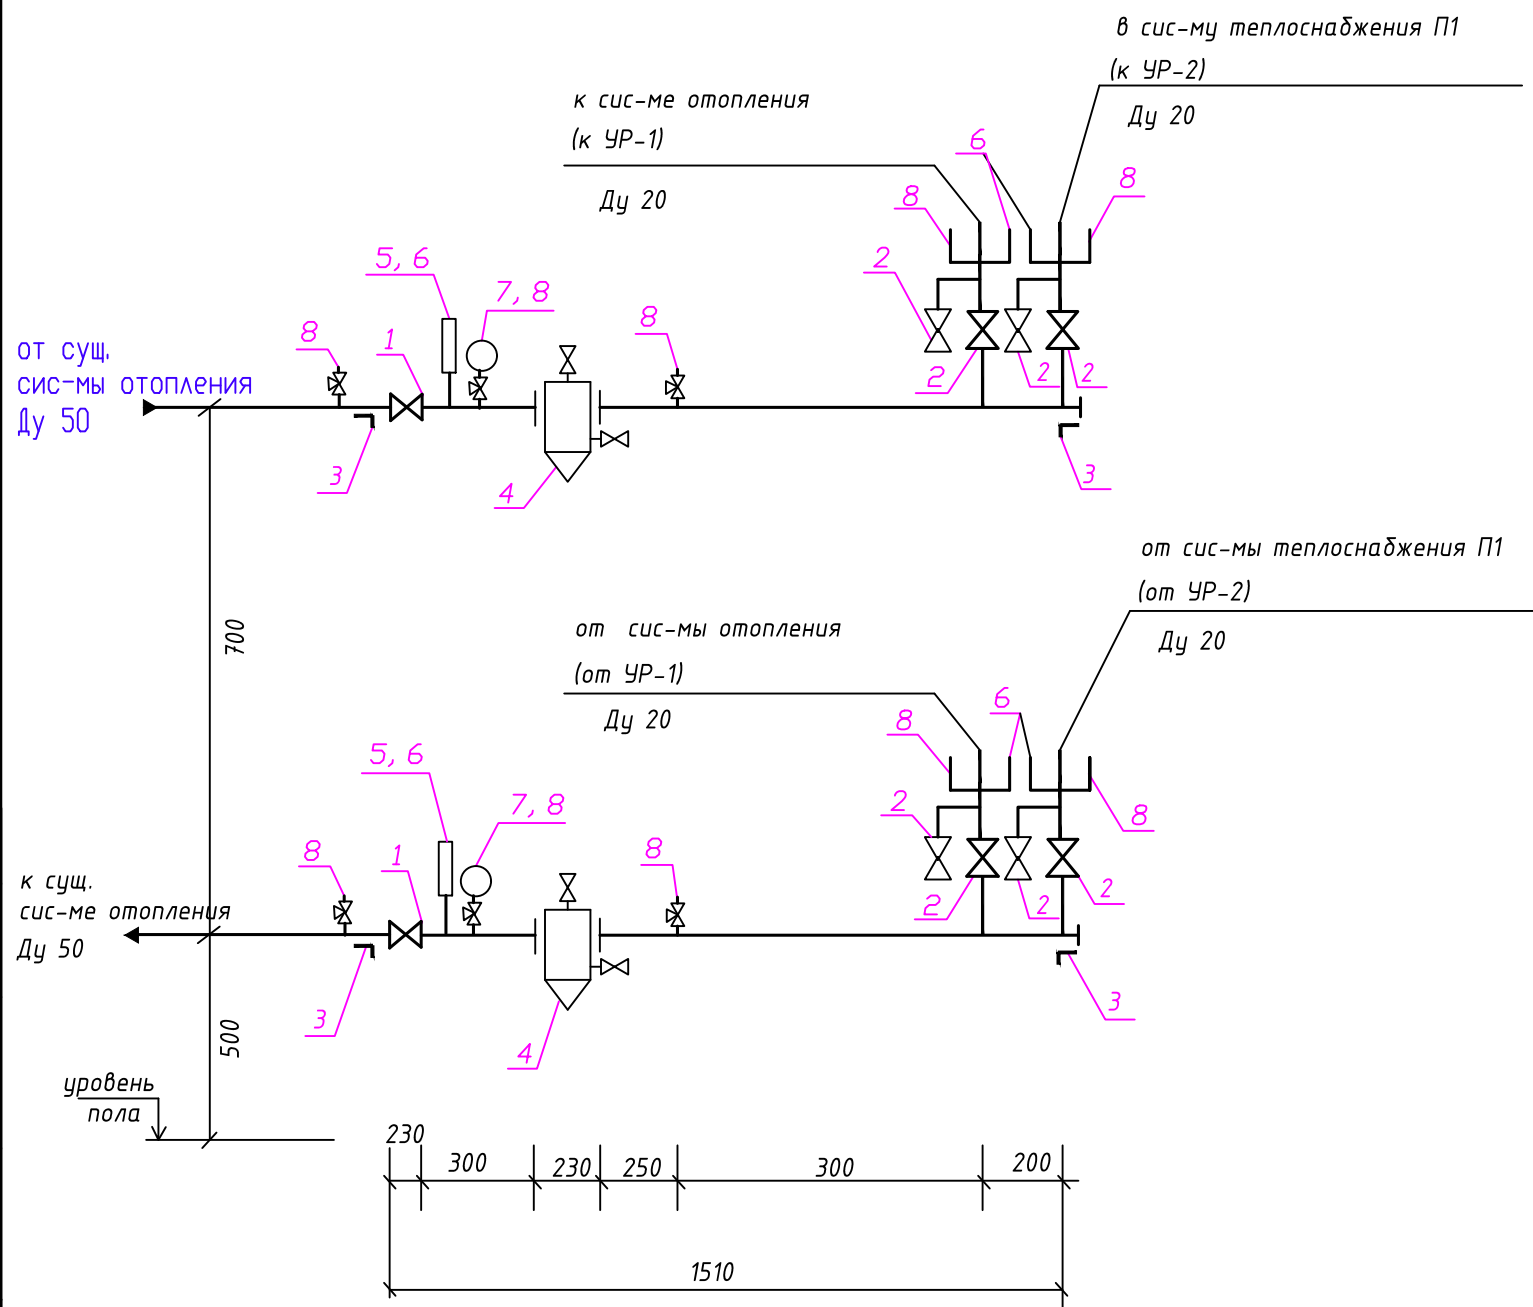 в сис-му теплоснабжения П1
(к УР-2)
Ду 20
к сис-ме отопления
(к УР-1)
Ду 20
6
8
8
2
5, 6
7, 8
8
8
1
от сущ.
сис-мы отопления
Ду 50
2
2
2
3
4
3
от сис-мы теплоснабжения П1
(от УР-2)
Ду 20
от сис-мы отопления
(от УР-1)
Ду 20
700
6
8
8
2
5, 6
7, 8
8
8
1
к сущ.
сис-ме отопления
Ду 50
2
2
2
3
4
3
500
уровень
пола
230
300
230
250
300
200
1510